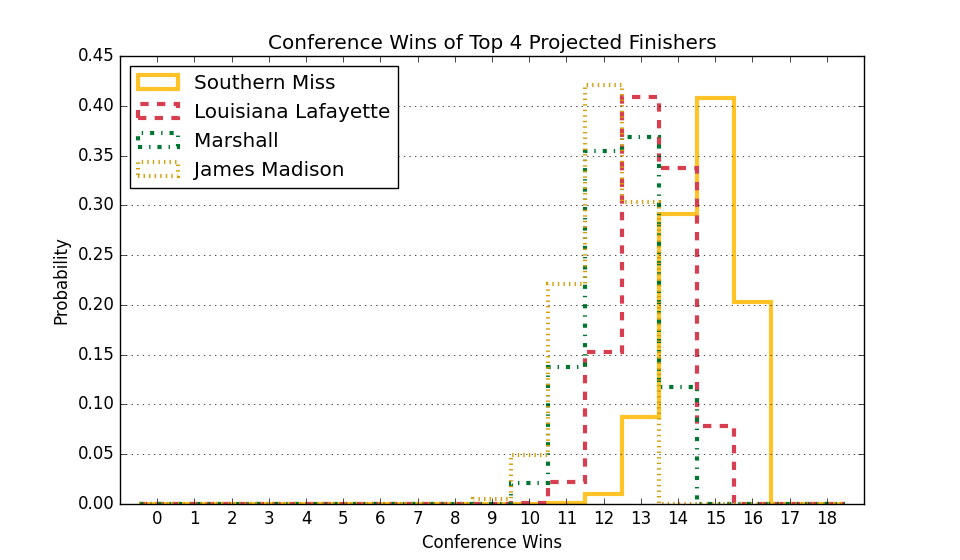 Conference Wins of Top 4 Projected Finishers
0.45
0.40
0.35
0.30
0.25
0.20
0.15
0.10
0.05
0.00
Probability
Southern Miss
Louisiana Lafayette
Marshall
James Madison
0 1 2 3 4 5 6 7 8 9 10 11 12 13 14 15 16 17 18
Conference Wins